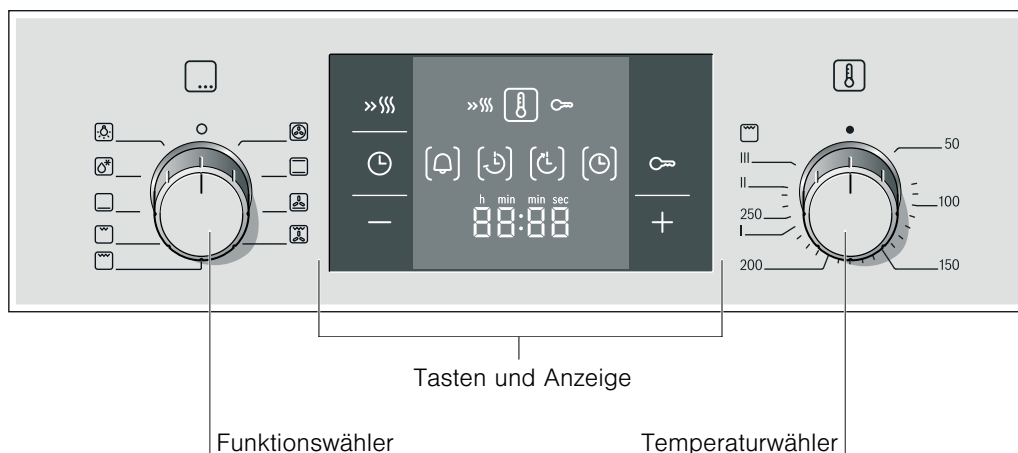 h min min sec
88:88
III
II
250
I
200
50
100
150
Tasten und Anzeige
Funktionswähler
Temperaturwähler